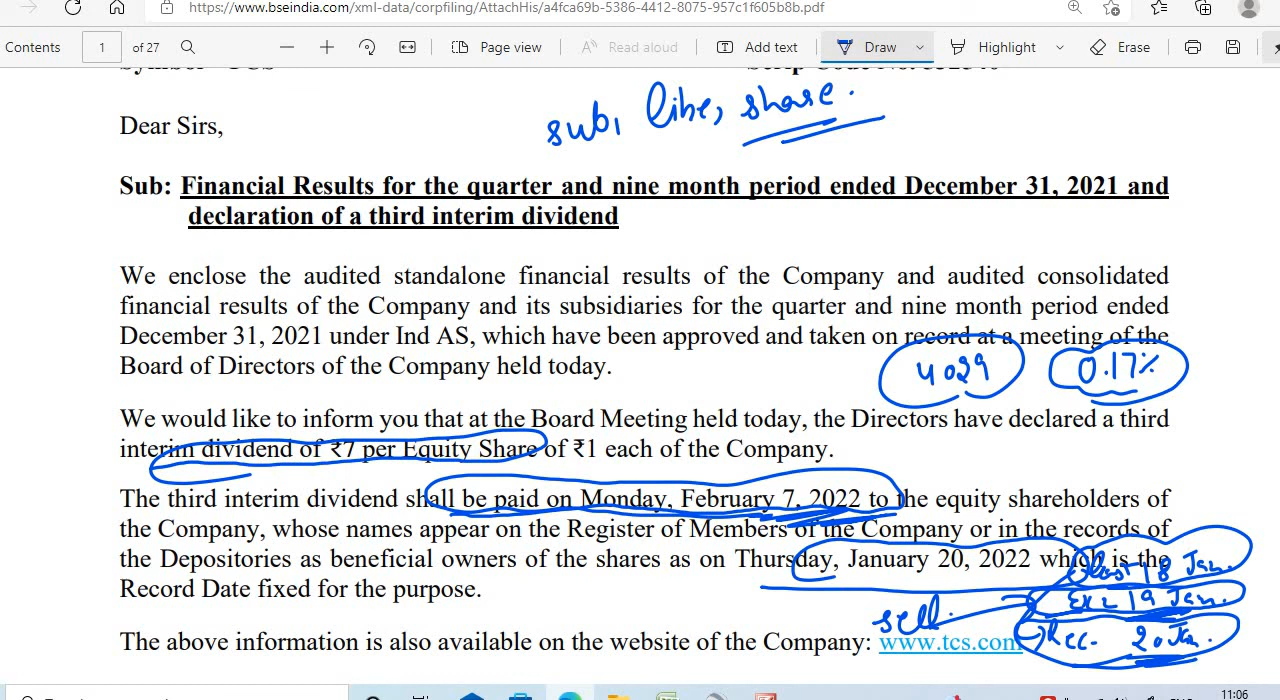 https://www.bseindia.com/xml-data/corpfiling/AttachHis/a4fca69b-5386-4412-8075-957c1f605b8b.pdf
Contents 1 of 27 Page view Read aloud Add text Draw Highlight Erase
sub, like, share.
Dear Sirs,
Sub: Financial Results for the quarter and nine month period ended December 31, 2021 and
declaration of a third interim dividend
We enclose the audited standalone financial results of the Company and audited consolidated
financial results of the Company and its subsidiaries for the quarter and nine month period ended
December 31, 2021 under Ind AS, which have been approved and taken on record at a meeting of the
Board of Directors of the Company held today.
4029 0.17%
We would like to inform you that at the Board Meeting held today, the Directors have declared a third
interim dividend of ₹7 per Equity Share of ₹1 each of the Company.
The third interim dividend shall be paid on Monday, February 7, 2022 to the equity shareholders of
the Company, whose names appear on the Register of Members of the Company or in the records of
the Depositories as beneficial owners of the shares as on Thursday, January 20, 2022 which is the
Record Date fixed for the purpose.
last 18 Jan.
Ex 19 Jan.
sell. Rec. 20 Jan.
The above information is also available on the website of the Company: www.tcs.com
11:06